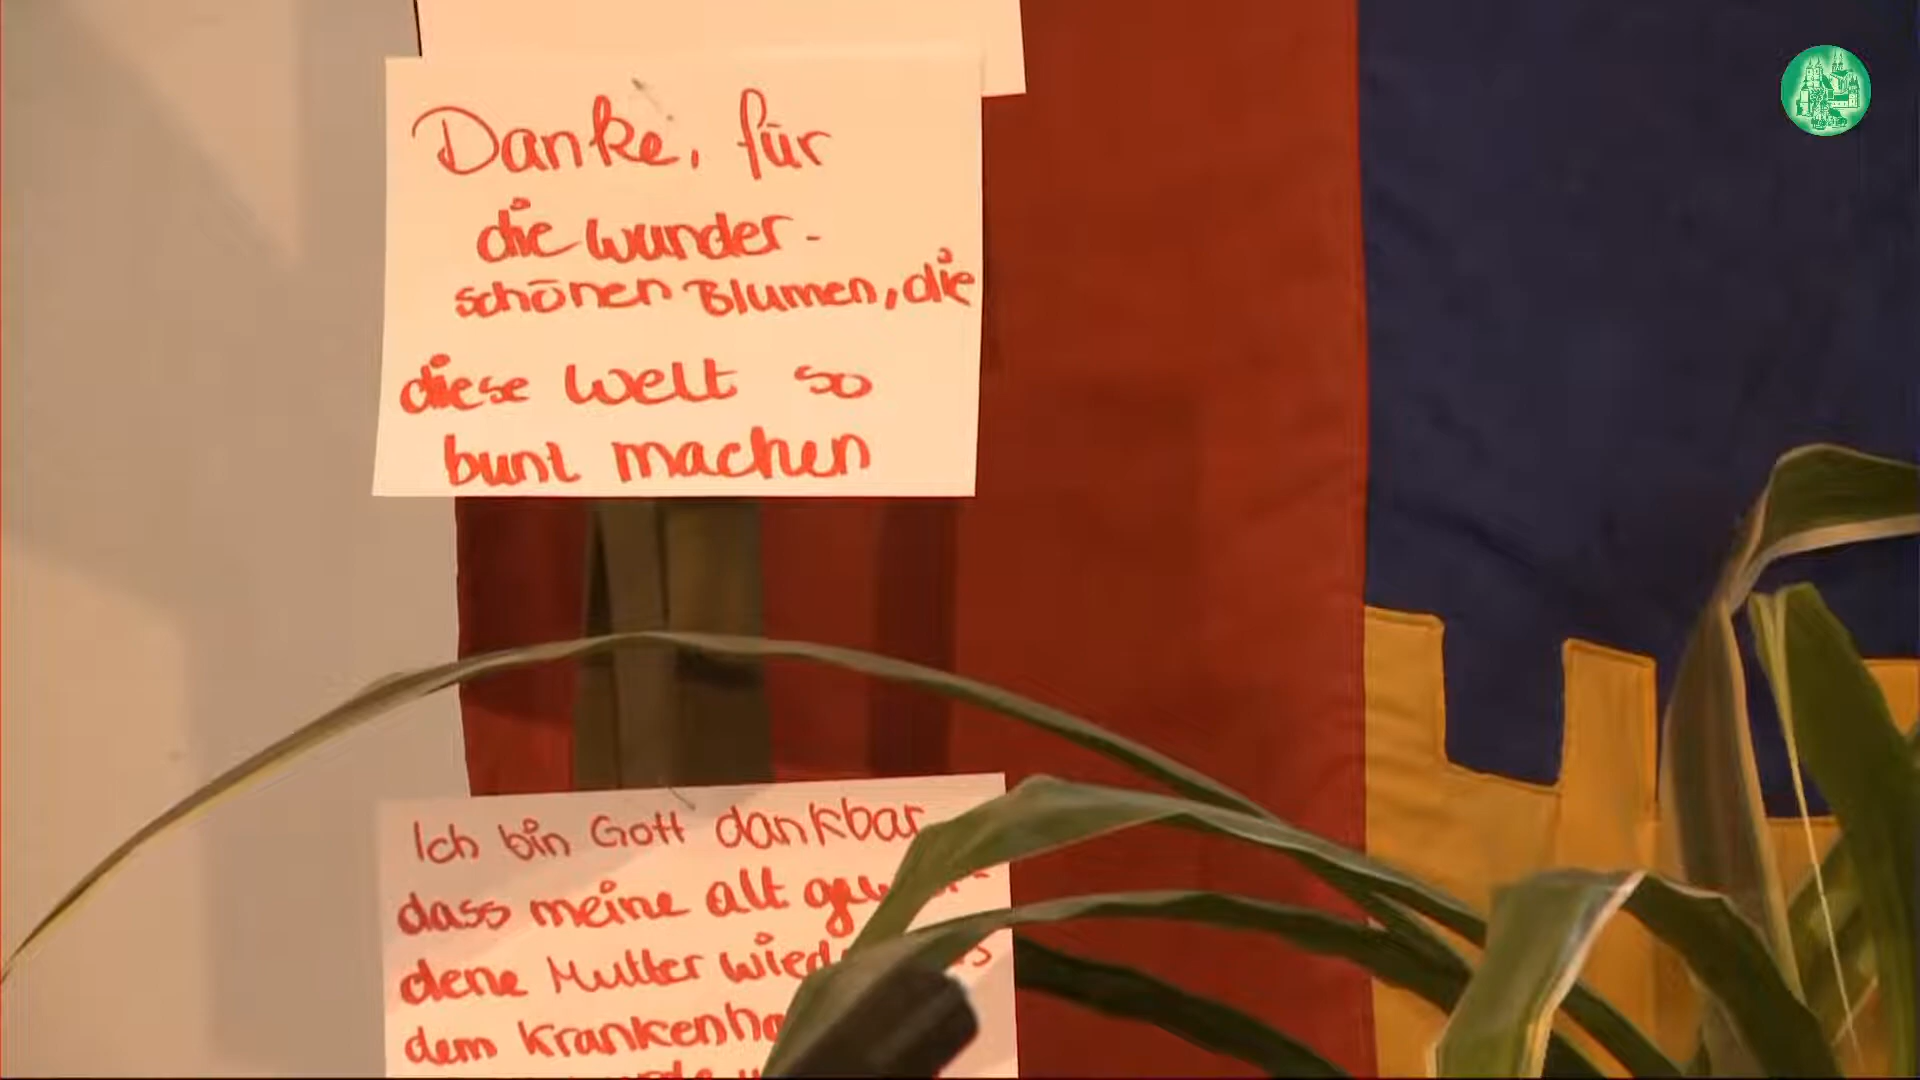 Danke, für
die wunder-
schönen Blumen, die
diese Welt so
bunt machen
Ich bin Gott dankbar
dass meine alt
dene Mutter
dem